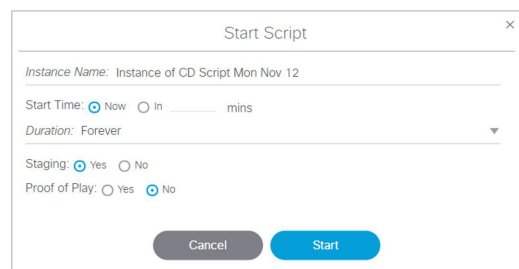 Start Script
Instance Name: Instance of CD Script Mon Nov 12
Start Time: Now In mins
Duration: Forever
Staging: Yes No
Proof of Play: Yes No
Cancel Start